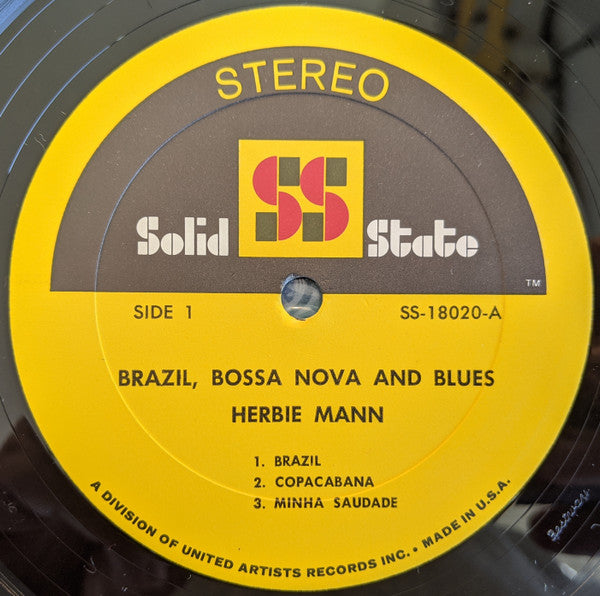 STEREO
SS
Solid State
TM
SIDE 1
SS-18020-A
BRAZIL, BOSSA NOVA AND BLUES
HERBIE MANN
1. BRAZIL
2. COPACABANA
3. MINHA SAUDADE
A DIVISION OF UNITED ARTISTS RECORDS INC. • MADE IN U.S.A.